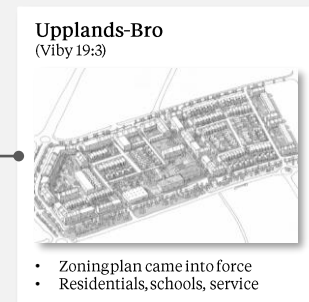 Upplands-Bro
(Viby 19:3)
• Zoningplan came into force
• Residentials, schools, service